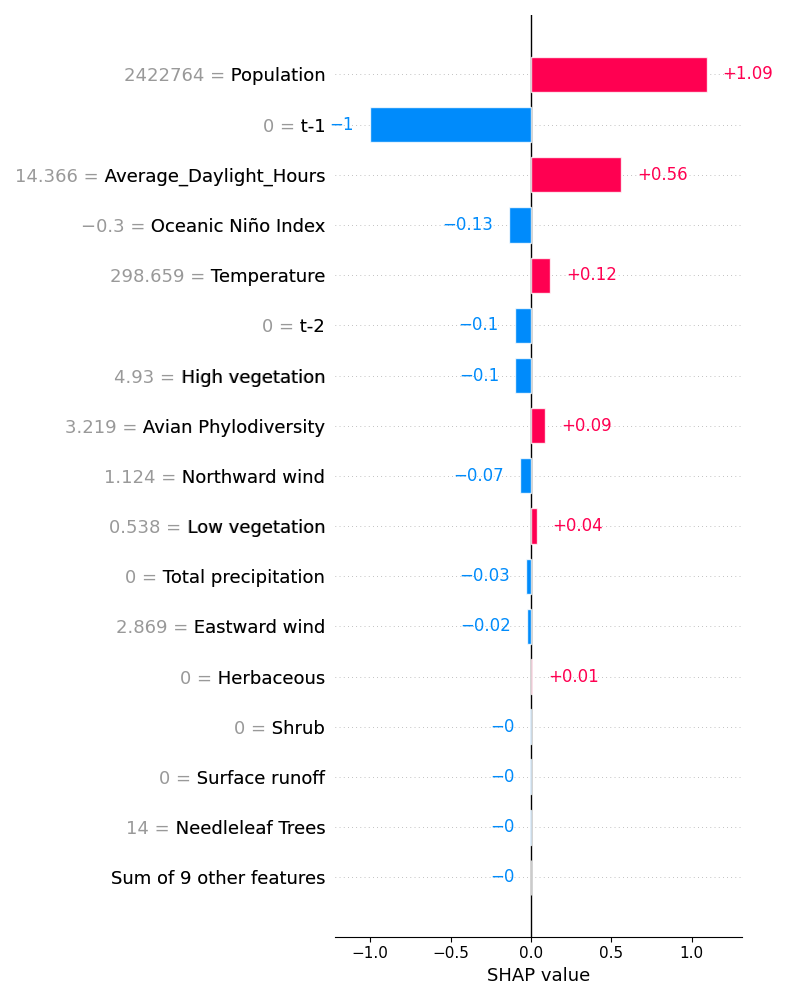 2422764 = Population +1.09
0 = t-1 −1
14.366 = Average_Daylight_Hours +0.56
−0.3 = Oceanic Niño Index −0.13
298.659 = Temperature +0.12
0 = t-2 −0.1
4.93 = High vegetation −0.1
3.219 = Avian Phylodiversity +0.09
1.124 = Northward wind −0.07
0.538 = Low vegetation +0.04
0 = Total precipitation −0.03
2.869 = Eastward wind −0.02
0 = Herbaceous +0.01
0 = Shrub −0
0 = Surface runoff −0
14 = Needleleaf Trees −0
Sum of 9 other features −0
−1.0 −0.5 0.0 0.5 1.0
SHAP value